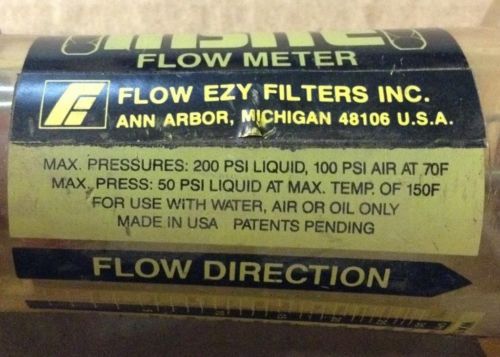 FLOW METER
FLOW EZY FILTERS INC.
ANN ARBOR, MICHIGAN 48106 U.S.A.
MAX. PRESSURES: 200 PSI LIQUID, 100 PSI AIR AT 70F
MAX. PRESS: 50 PSI LIQUID AT MAX. TEMP. OF 150F
FOR USE WITH WATER, AIR OR OIL ONLY
MADE IN USA PATENTS PENDING
FLOW DIRECTION